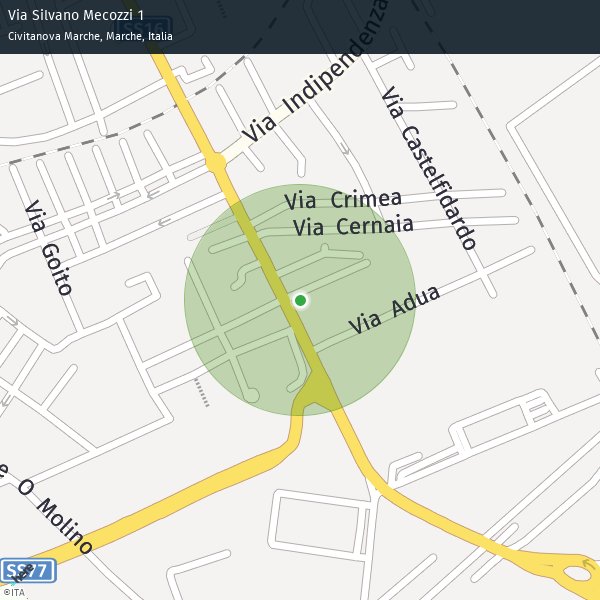 Via Silvano Mecozzi 1
Civitanova Marche, Marche, Italia
SS16
Via Indipendenza
Via Castelfidardo
Via Crimea
Via Cernaia
Via Goito
Via Adua
e O Molino
SS77
©ITA